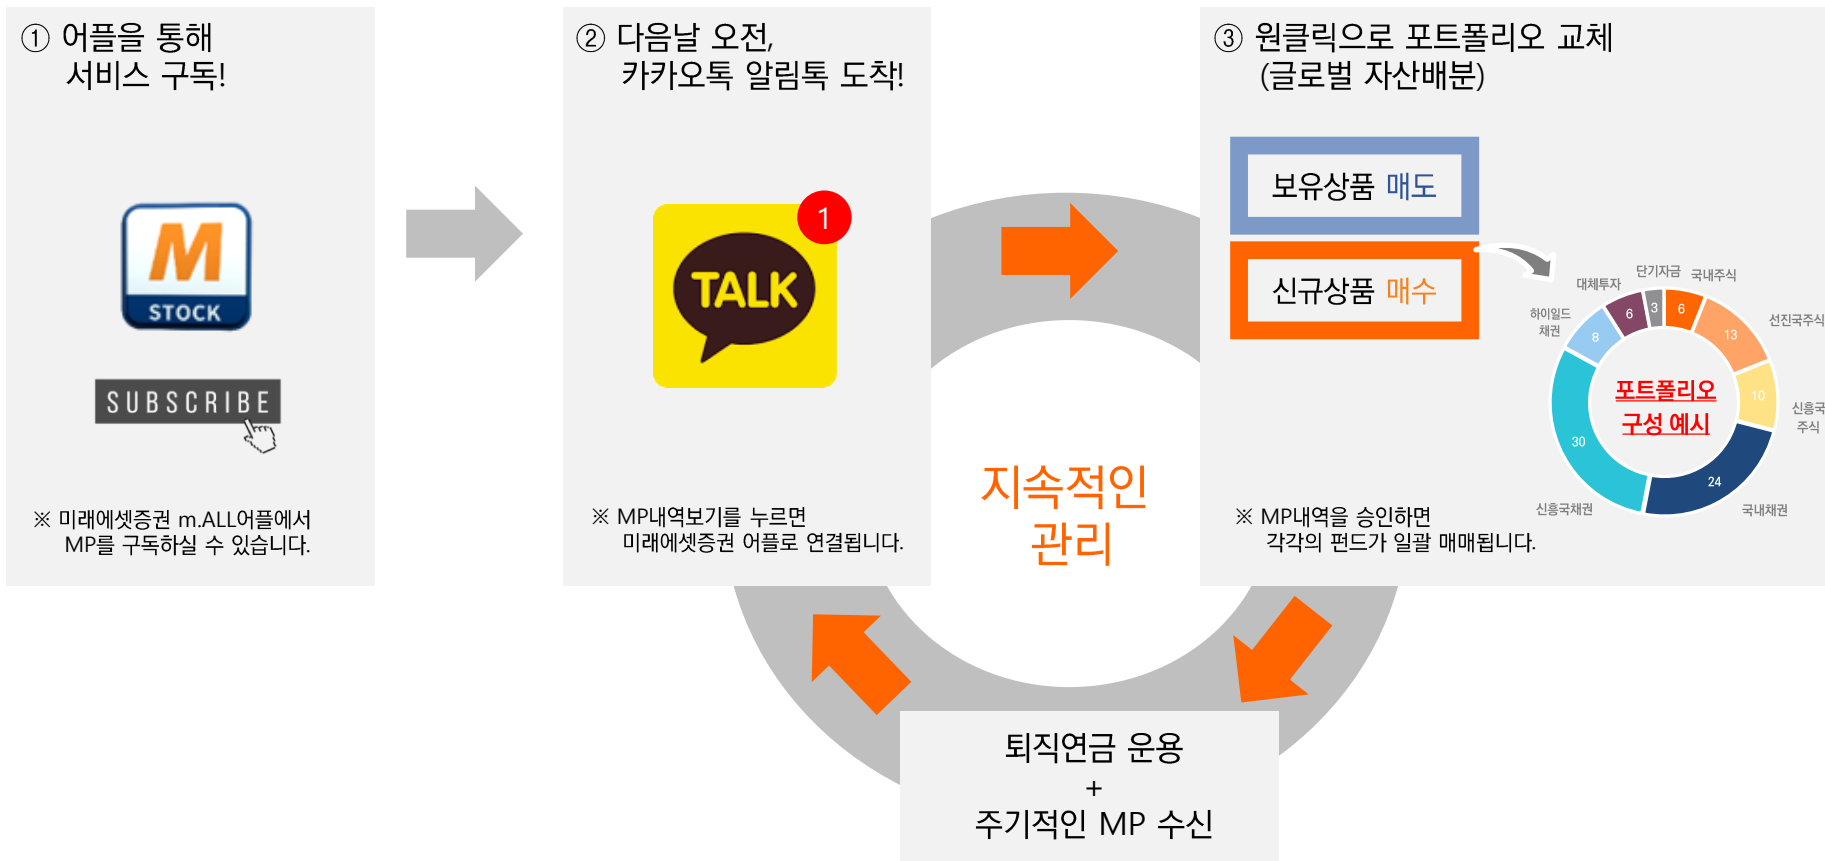 ① 어플을 통해
서비스 구독!
M
STOCK
SUBSCRIBE
※ 미래에셋증권 m.ALL어플에서
MP를 구독하실 수 있습니다.
② 다음날 오전,
카카오톡 알림톡 도착!
1
TALK
※ MP내역보기를 누르면
미래에셋증권 어플로 연결됩니다.
지속적인
관리
③ 원클릭으로 포트폴리오 교체
(글로벌 자산배분)
보유상품 매도
신규상품 매수
단기자금
국내주식
대체투자
하이일드
채권
선진국주식
신흥국
주식
신흥국채권
국내채권
3
6
6
13
8
10
30
24
포트폴리오
구성 예시
※ MP내역을 승인하면
각각의 펀드가 일괄 매매됩니다.
퇴직연금 운용
+
주기적인 MP 수신